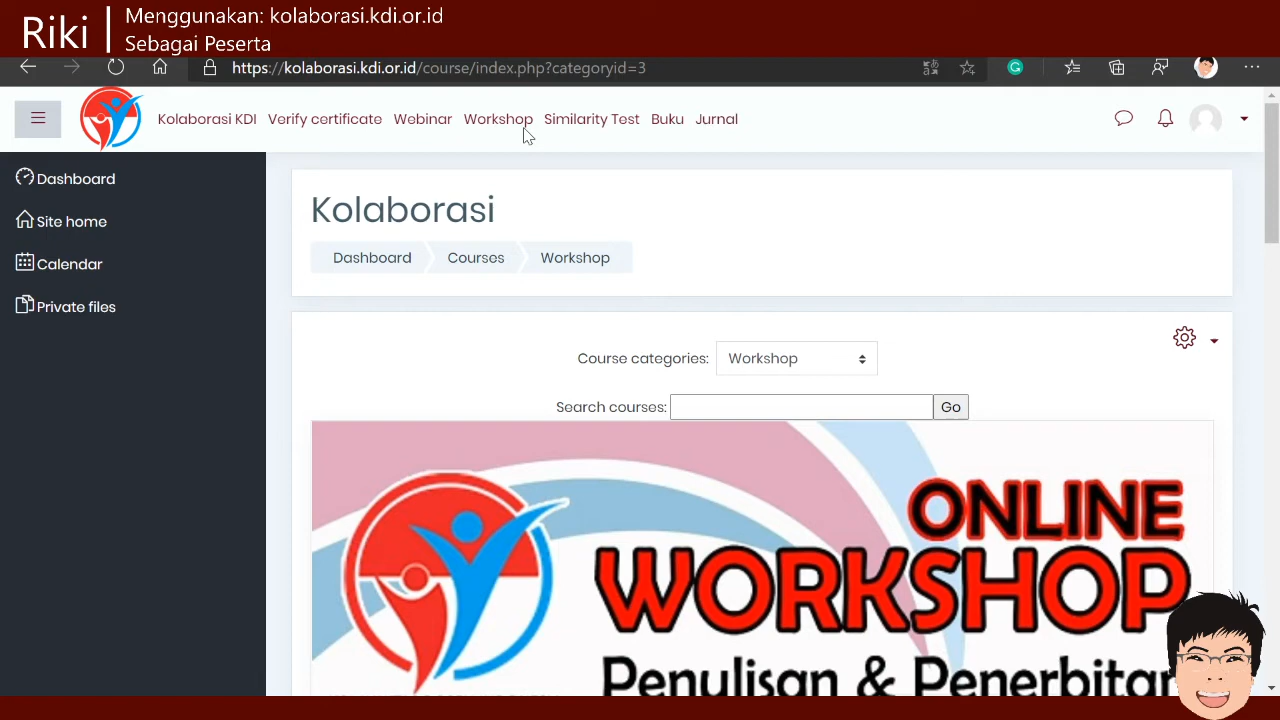 Riki
Menggunakan: kolaborasi.kdi.or.id
Sebagai Peserta
https://kolaborasi.kdi.or.id/course/index.php?categoryid=3
Kolaborasi KDI Verify certificate Webinar Workshop Similarity Test Buku Jurnal
Dashboard
Site home
Calendar
Private files
Kolaborasi
Dashboard Courses Workshop
Course categories: Workshop
Search courses: Go
ONLINE
WORKSHOP
Penulisan & Penerbitan